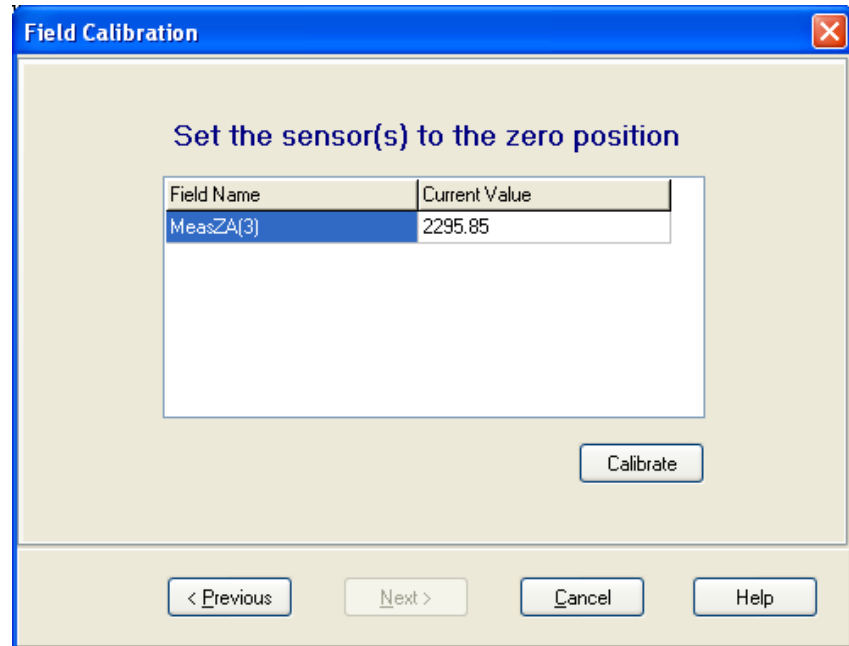 Field Calibration
Set the sensor(s) to the zero position
Field Name Current Value
MeasZA(3) 2295.85
Calibrate
< Previous Next > Cancel Help